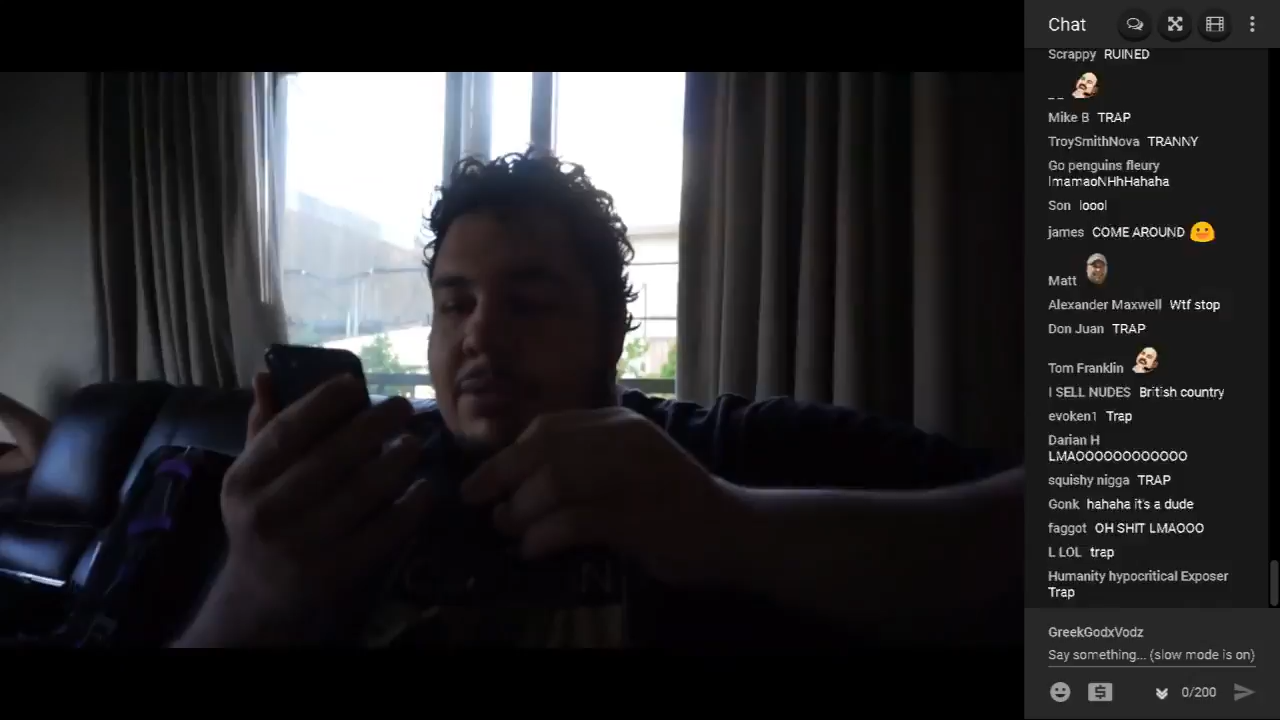 Chat
Scrappy RUINED
_ _
Mike B TRAP
TroySmithNova TRANNY
Go penguins fleury
lmamaoNHhHahaha
Son loool
james COME AROUND
Matt
Alexander Maxwell Wtf stop
Don Juan TRAP
Tom Franklin
I SELL NUDES British country
evoken1 Trap
Darian H
LMAOOOOOOOOOOOO
squishy nigga TRAP
Gonk hahaha it's a dude
faggot OH SHIT LMAOOO
L LOL trap
Humanity hypocritical Exposer
Trap
GreekGodxVodz
Say something... (slow mode is on)
0/200